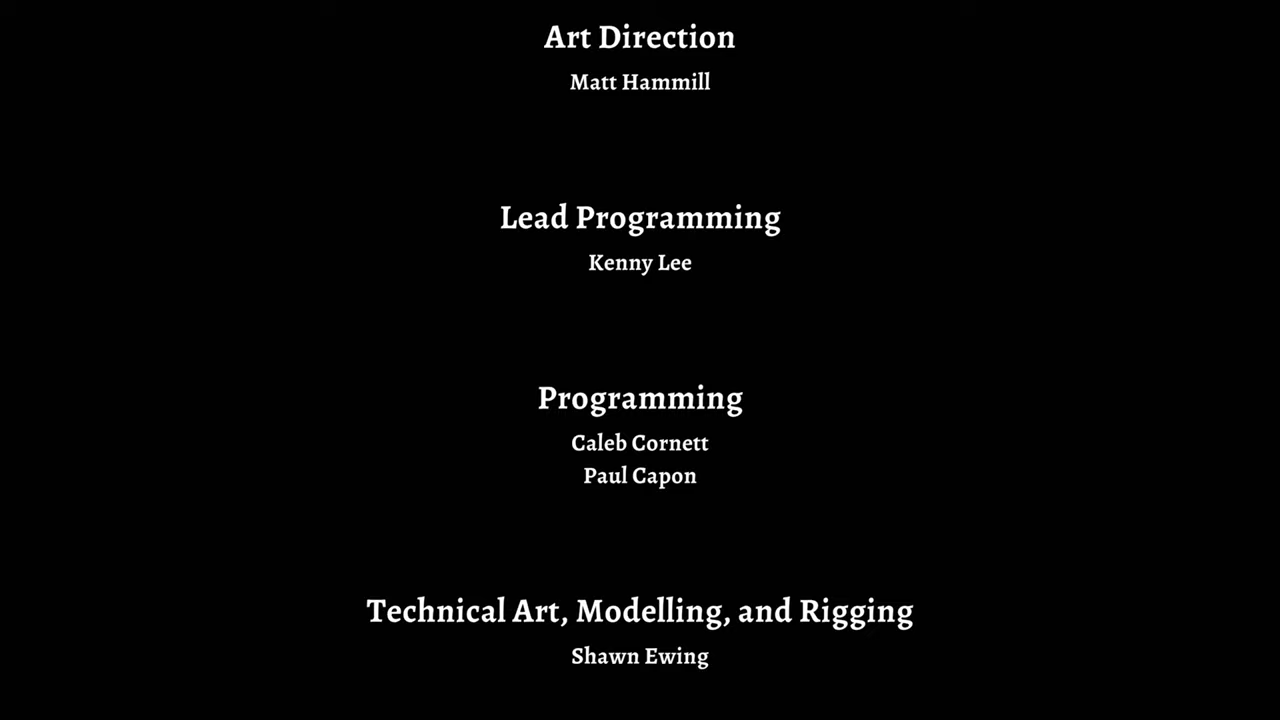 Art Direction
Matt Hammill
Lead Programming
Kenny Lee
Programming
Caleb Cornett
Paul Capon
Technical Art, Modelling, and Rigging
Shawn Ewing